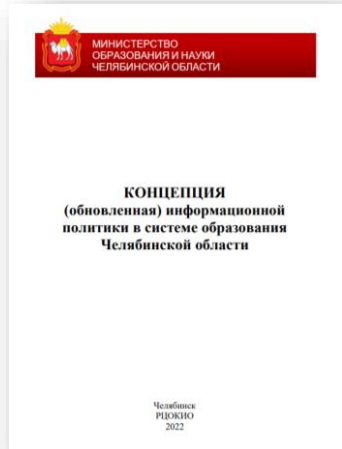 МИНИСТЕРСТВО
ОБРАЗОВАНИЯ И НАУКИ
ЧЕЛЯБИНСКОЙ ОБЛАСТИ
КОНЦЕПЦИЯ
(обновленная) информационной
политики в системе образования
Челябинской области
Челябинск
РЦОКИО
2022